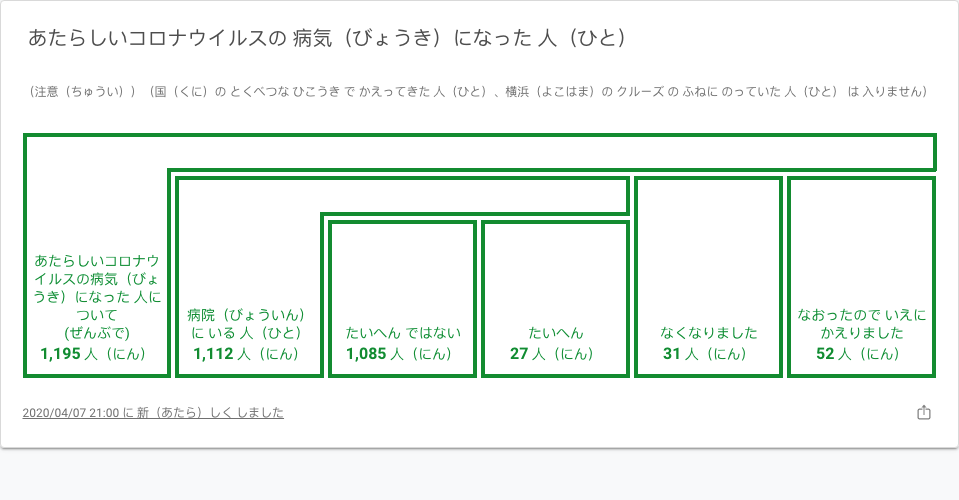 あたらしいコロナウイルスの 病気（びょうき）になった 人（ひと）
（注意（ちゅうい））（国（くに）の とくべつな ひこうき で かえってきた 人（ひと）、横浜（よこはま）の クルーズ の ふねに のっていた 人（ひと） は 入りません）
あたらしいコロナウ
イルスの病気（びょ
うき）になった 人に
ついて
(ぜんぶで)
1,195 人（にん）
病院（びょういん）
に いる 人（ひと）
1,112 人（にん）
たいへん ではない
1,085 人（にん）
たいへん
27 人（にん）
なくなりました
31 人（にん）
なおったので いえに
かえりました
52 人（にん）
2020/04/07 21:00 に 新（あたら）しく しました